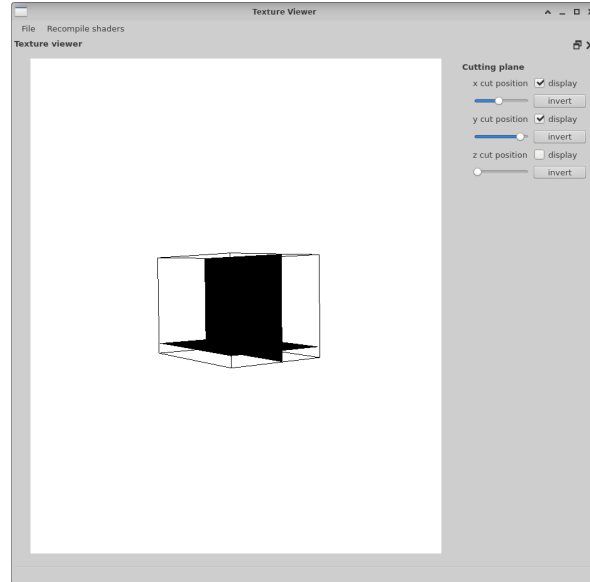 Texture Viewer
File Recompile shaders
Texture viewer
Cutting plane
x cut position display
invert
y cut position display
invert
z cut position display
invert